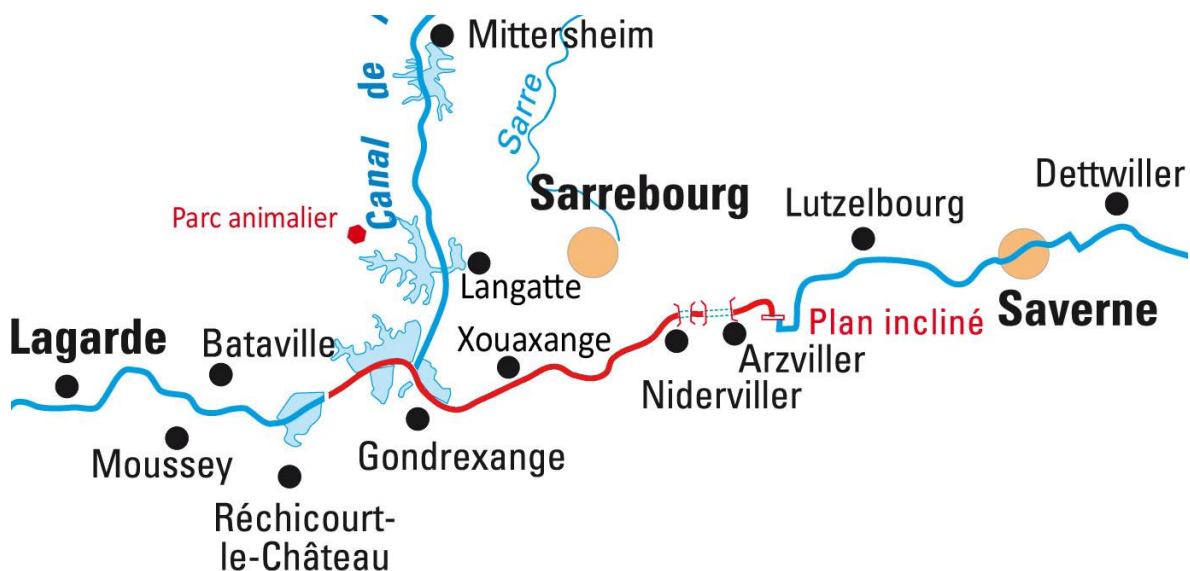 Mittersheim
Canal de
Sarre
Dettwiller
Sarrebourg
Lutzelbourg
Parc animalier
Langatte
Saverne
Plan incliné
Lagarde
Bataville
Xouaxange
Arzviller
Niderviller
Gondrexange
Moussey
Réchicourt-
le-Château